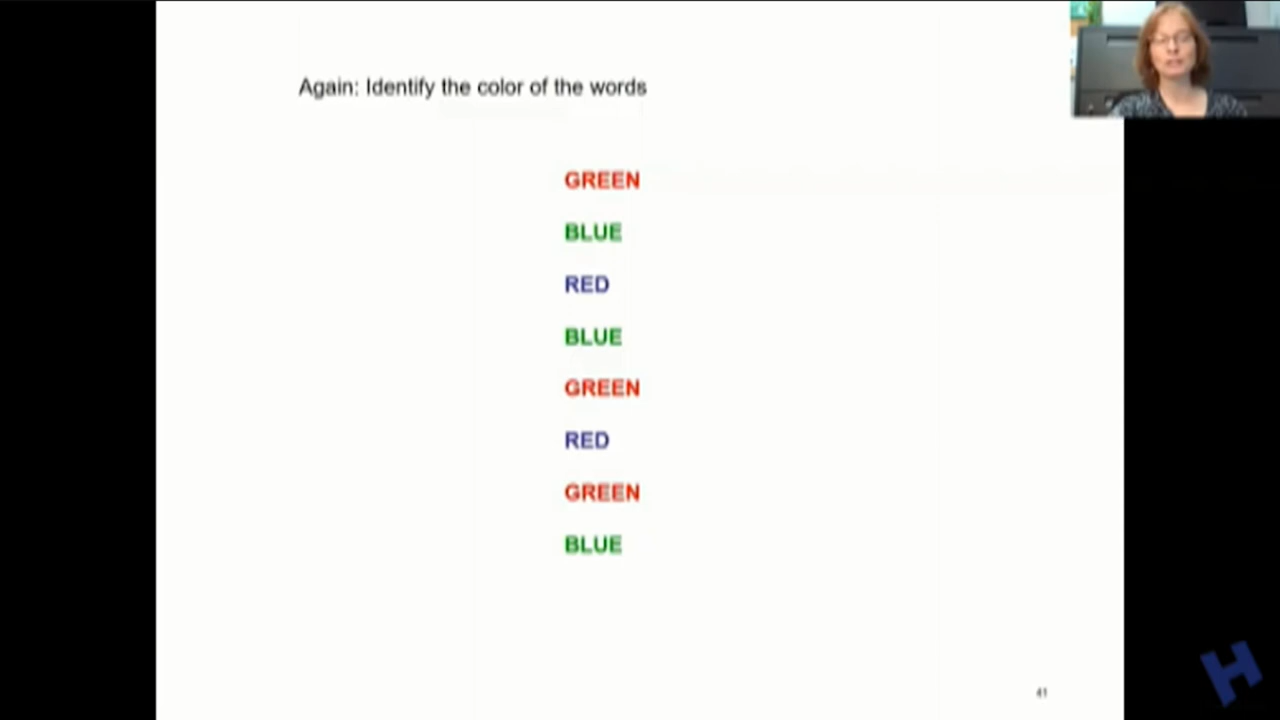 Again: Identify the color of the words
GREEN
BLUE
RED
BLUE
GREEN
RED
GREEN
BLUE
41
H